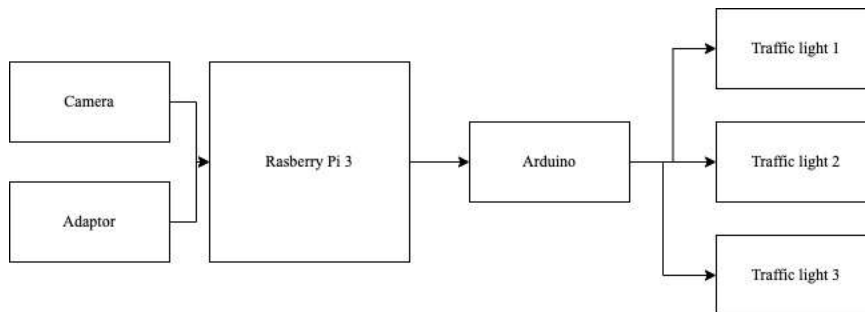 Camera
Adaptor
Rasberry Pi 3
Arduino
Traffic light 1
Traffic light 2
Traffic light 3